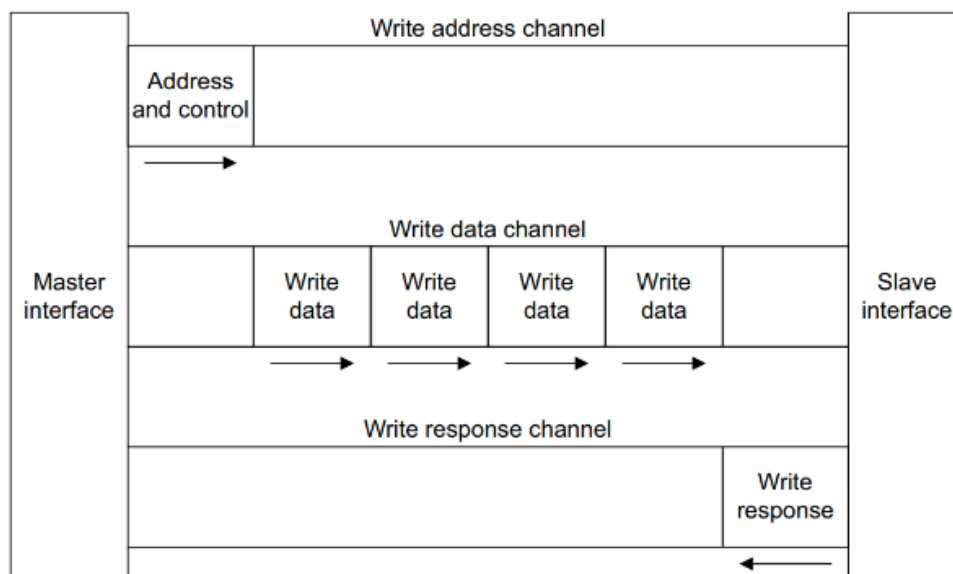 Write address channel
Address
and control
Write data channel
Master
interface
Write
data
Write
data
Write
data
Write
data
Slave
interface
Write response channel
Write
response